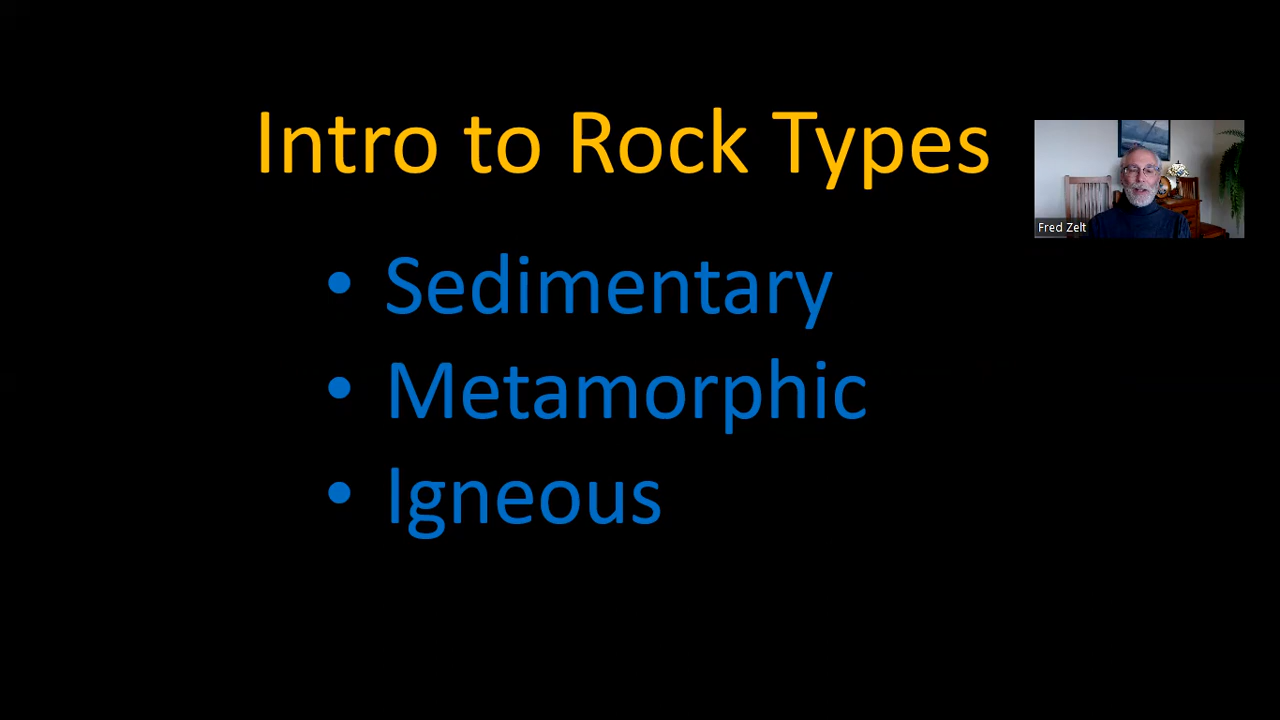 Intro to Rock Types
Fred Zelt
• Sedimentary
• Metamorphic
• Igneous